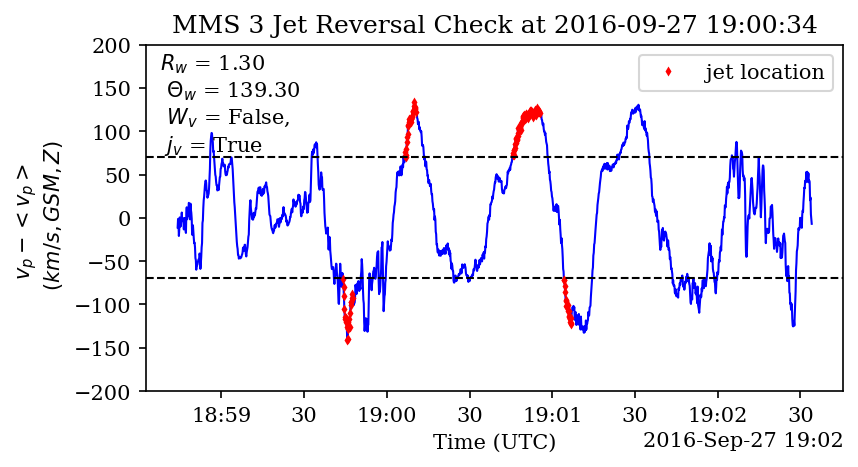 MMS 3 Jet Reversal Check at 2016-09-27 19:00:34
R_w = 1.30
Θ_w = 139.30
W_v = False,
j_v = True
jet location
v_p − < v_p >
(km/s, GSM, Z)
200
150
100
50
0
−50
−100
−150
−200
18:59 30 19:00 30 19:01 30 19:02 30
Time (UTC)
2016-Sep-27 19:02